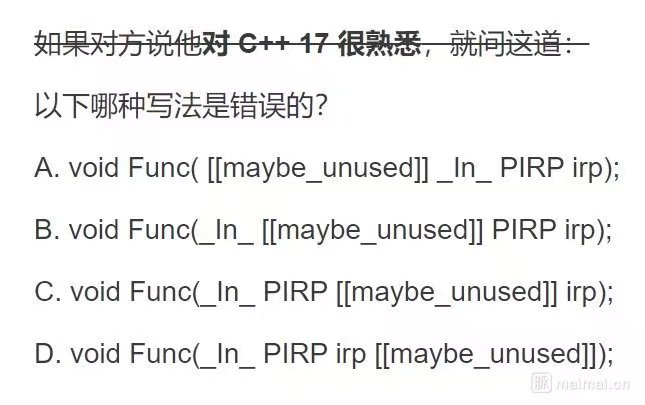 如果对方说他对 C++ 17 很熟悉，就问这道：
以下哪种写法是错误的？
A. void Func( [[maybe_unused]] _In_ PIRP irp);
B. void Func(_In_ [[maybe_unused]] PIRP irp);
C. void Func(_In_ PIRP [[maybe_unused]] irp);
D. void Func(_In_ PIRP irp [[maybe_unused]]);
脉 maimai.cn